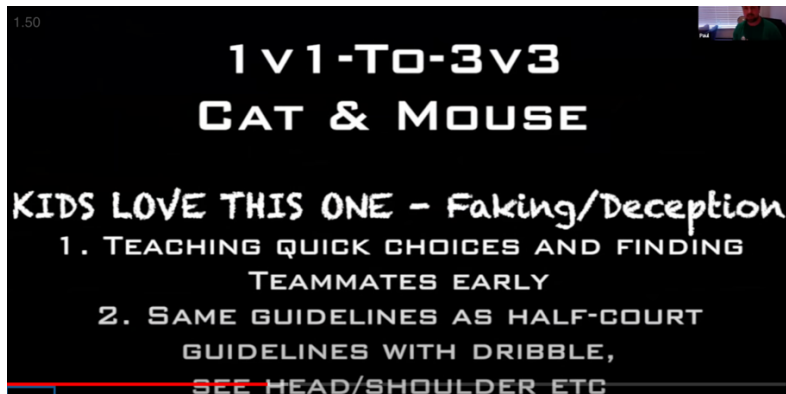 1.50
Paul
1v1-To-3v3
Cat & Mouse
KIDS LOVE THIS ONE - Faking/Deception
1. Teaching quick choices and finding
Teammates early
2. Same guidelines as half-court
guidelines with dribble,
see head/shoulder etc